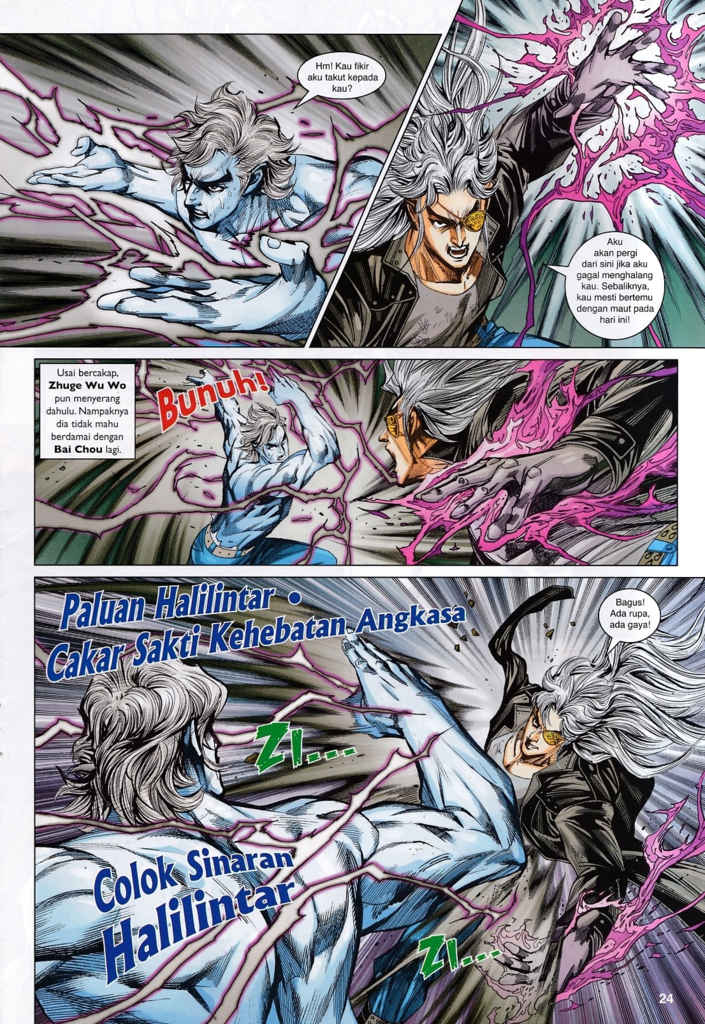 Hm! Kau fikir
aku takut kepada
kau?
Aku
akan pergi
dari sini jika aku
gagal menghalang
kau. Sebaliknya,
kau mesti bertemu
dengan maut pada
hari ini!
Usai bercakap,
Zhuge Wu Wo
pun menyerang
dahulu. Nampaknya
dia tidak mahu
berdamai dengan
Bai Chou lagi.
Bunuh!
Paluan Halilintar •
Cakar Sakti Kehebatan Angkasa
Bagus!
Ada rupa,
ada gaya!
Zi...
Colok Sinaran
Halilintar
Zi...
24